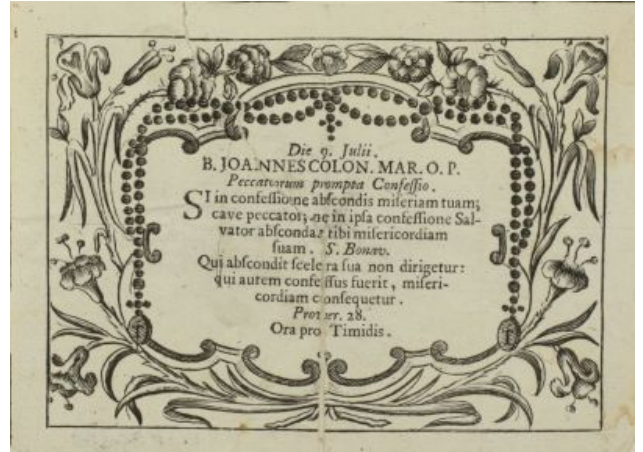 Die 9. Julii.
B. JOANNES COLON. MAR. O. P.
Peccatorum prompta Confeſſio.
SI in confeſſione abſcondis miſeriam tuam;
cave peccator, ne in ipſa confeſſione Sal-
vator abſcondat tibi miſericordiam
ſuam. S. Bonav.
Qui abſcondit ſcelera ſua non dirigetur:
qui autem confeſſus fuerit, miſeri-
cordiam conſequetur.
Prover. 28.
Ora pro Timidis.